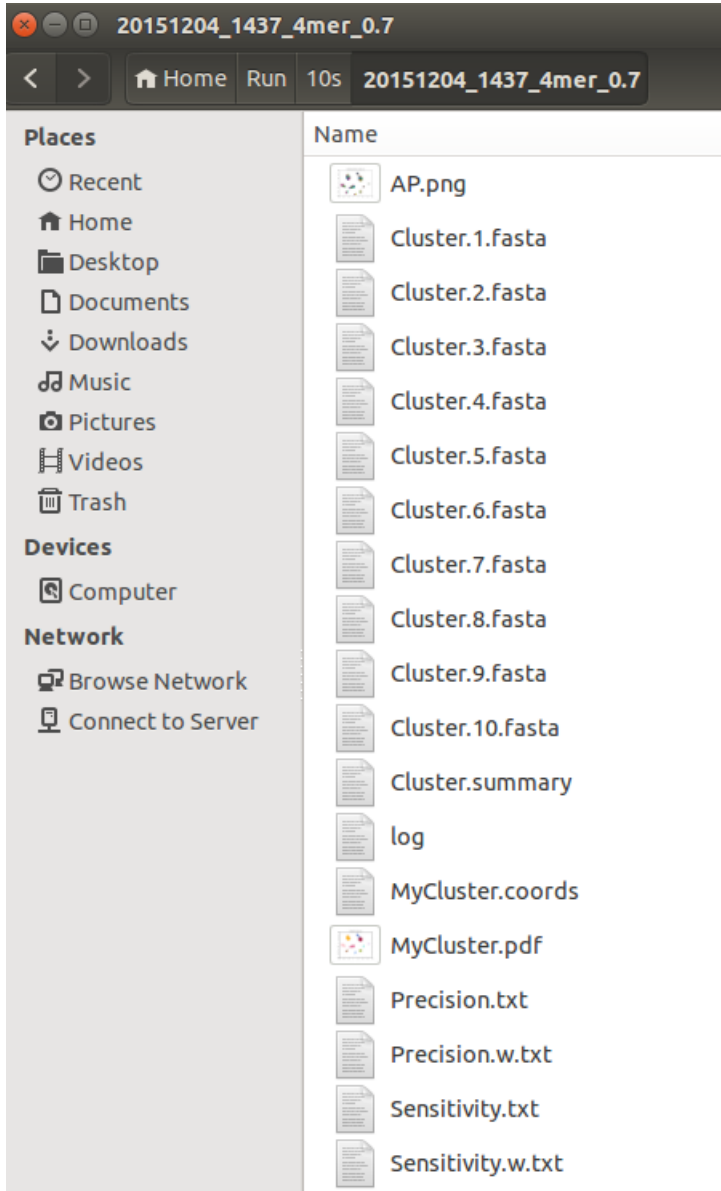 20151204_1437_4mer_0.7
Home Run 10s 20151204_1437_4mer_0.7
Places
Recent
Home
Desktop
Documents
Downloads
Music
Pictures
Videos
Trash
Devices
Computer
Network
Browse Network
Connect to Server
Name
AP.png
Cluster.1.fasta
Cluster.2.fasta
Cluster.3.fasta
Cluster.4.fasta
Cluster.5.fasta
Cluster.6.fasta
Cluster.7.fasta
Cluster.8.fasta
Cluster.9.fasta
Cluster.10.fasta
Cluster.summary
log
MyCluster.coords
MyCluster.pdf
Precision.txt
Precision.w.txt
Sensitivity.txt
Sensitivity.w.txt